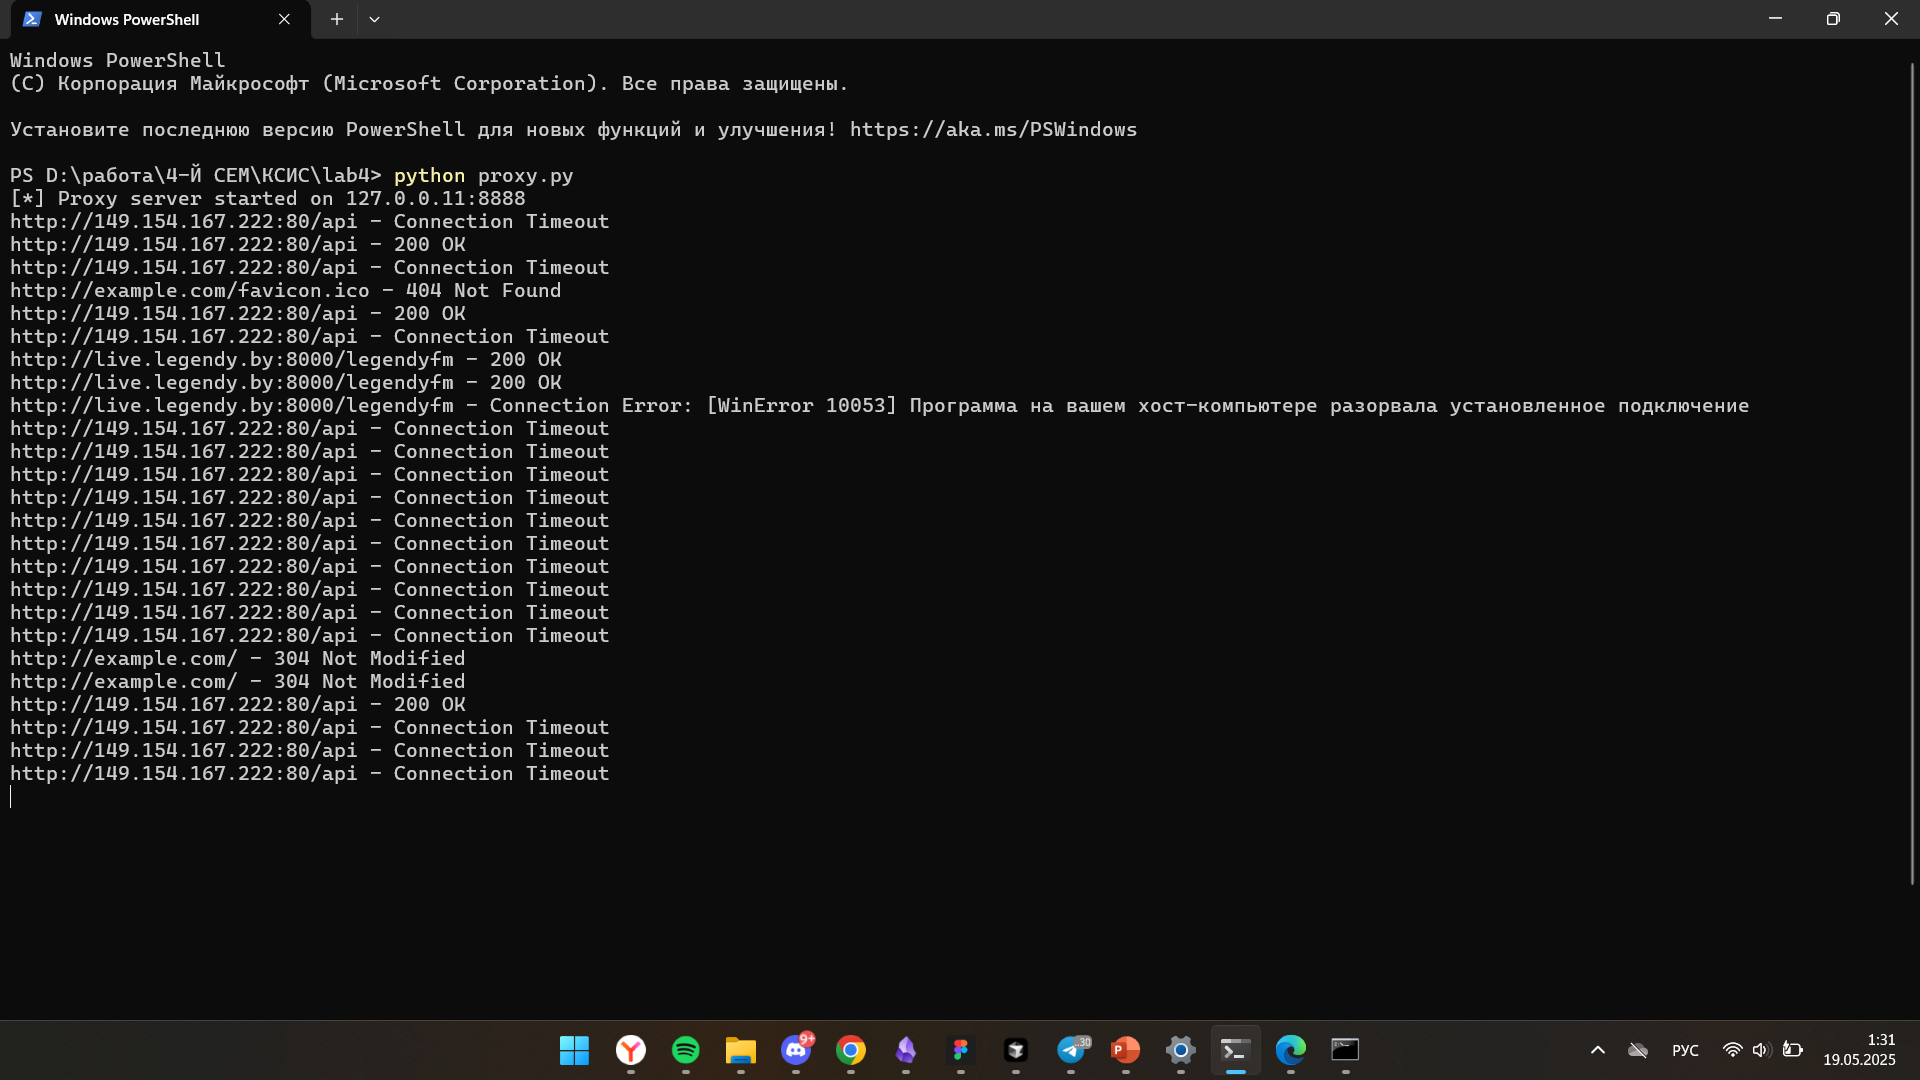 Windows PowerShell
Windows PowerShell
(C) Корпорация Майкрософт (Microsoft Corporation). Все права защищены.
Установите последнюю версию PowerShell для новых функций и улучшения! https://aka.ms/PSWindows
PS D:\работа\4-Й СЕМ\КСИС\lab4> python proxy.py
[*] Proxy server started on 127.0.0.11:8888
http://149.154.167.222:80/api - Connection Timeout
http://149.154.167.222:80/api - 200 OK
http://149.154.167.222:80/api - Connection Timeout
http://example.com/favicon.ico - 404 Not Found
http://149.154.167.222:80/api - 200 OK
http://149.154.167.222:80/api - Connection Timeout
http://live.legendy.by:8000/legendyfm - 200 OK
http://live.legendy.by:8000/legendyfm - 200 OK
http://live.legendy.by:8000/legendyfm - Connection Error: [WinError 10053] Программа на вашем хост-компьютере разорвала установленное подключение
http://149.154.167.222:80/api - Connection Timeout
http://149.154.167.222:80/api - Connection Timeout
http://149.154.167.222:80/api - Connection Timeout
http://149.154.167.222:80/api - Connection Timeout
http://149.154.167.222:80/api - Connection Timeout
http://149.154.167.222:80/api - Connection Timeout
http://149.154.167.222:80/api - Connection Timeout
http://149.154.167.222:80/api - Connection Timeout
http://149.154.167.222:80/api - Connection Timeout
http://149.154.167.222:80/api - Connection Timeout
http://example.com/ - 304 Not Modified
http://example.com/ - 304 Not Modified
http://149.154.167.222:80/api - 200 OK
http://149.154.167.222:80/api - Connection Timeout
http://149.154.167.222:80/api - Connection Timeout
http://149.154.167.222:80/api - Connection Timeout
9+
..30
РУС
1:31
19.05.2025